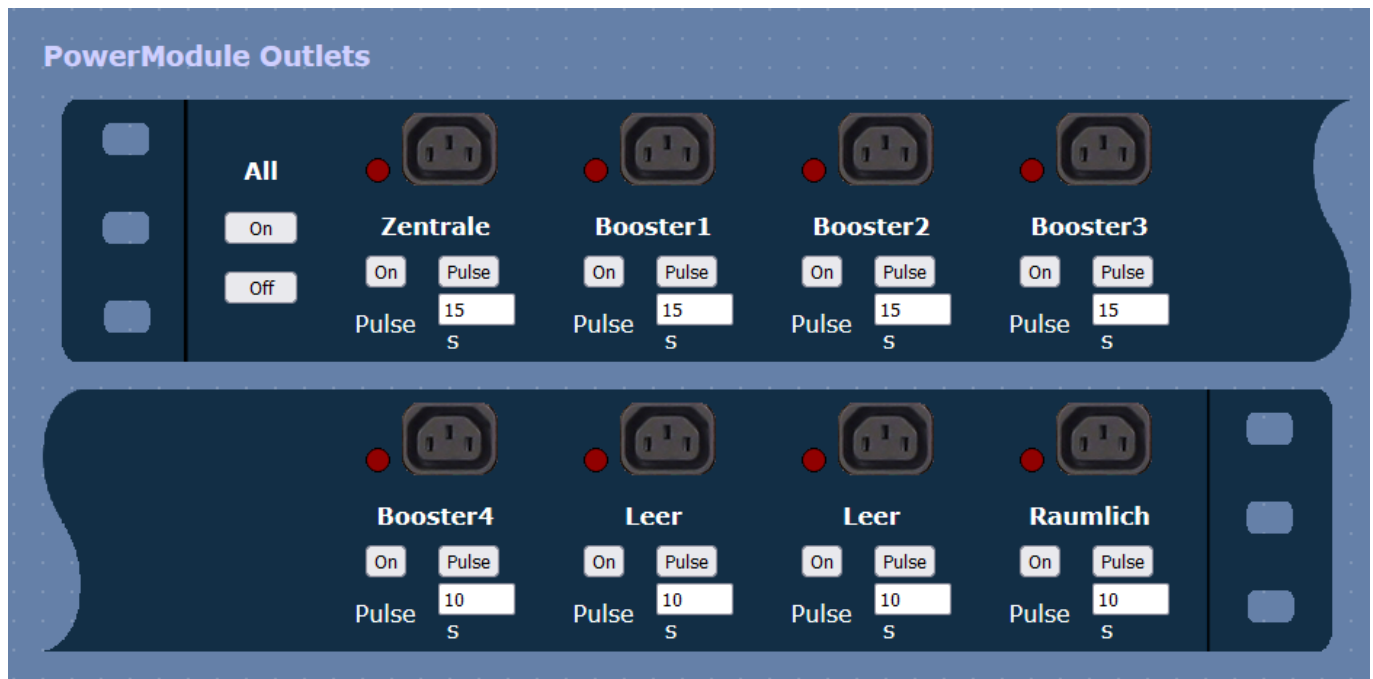 PowerModule Outlets
All
On
Off
Zentrale Booster1 Booster2 Booster3
On Pulse On Pulse On Pulse On Pulse
Pulse 15 s Pulse 15 s Pulse 15 s Pulse 15 s
Booster4 Leer Leer Raumlich
On Pulse On Pulse On Pulse On Pulse
Pulse 10 s Pulse 10 s Pulse 10 s Pulse 10 s